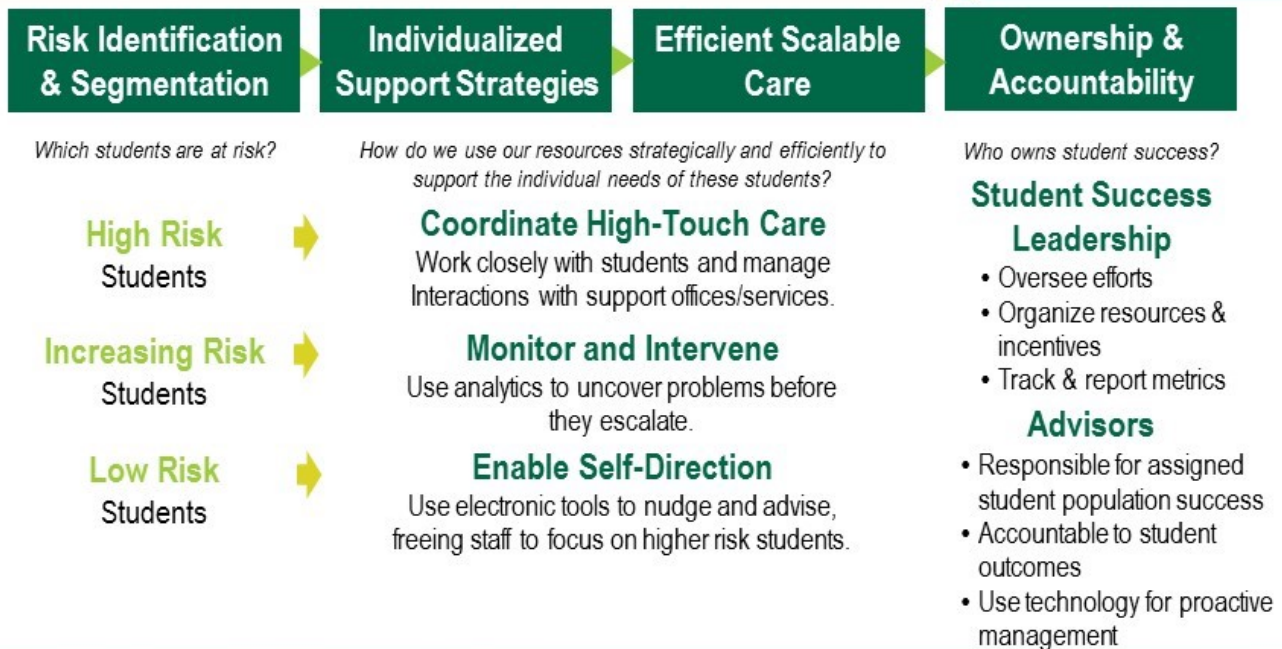 Risk Identification
& Segmentation
Individualized
Support Strategies
Efficient Scalable
Care
Ownership &
Accountability
Which students are at risk?
High Risk
Students
Increasing Risk
Students
Low Risk
Students
How do we use our resources strategically and efficiently to
support the individual needs of these students?
Coordinate High-Touch Care
Work closely with students and manage
Interactions with support offices/services.
Monitor and Intervene
Use analytics to uncover problems before
they escalate.
Enable Self-Direction
Use electronic tools to nudge and advise,
freeing staff to focus on higher risk students.
Who owns student success?
Student Success
Leadership
• Oversee efforts
• Organize resources &
incentives
• Track & report metrics
Advisors
• Responsible for assigned
student population success
• Accountable to student
outcomes
• Use technology for proactive
management